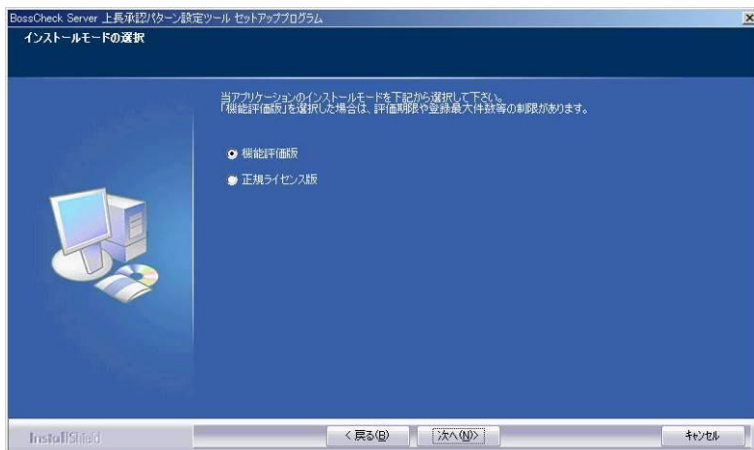 BossCheck Server 上長承認パターン設定ツール セットアッププログラム
インストールモードの選択
当アプリケーションのインストールモードを下記から選択して下さい。
「機能評価版」を選択した場合は、評価期限や登録最大件数等の制限があります。
機能評価版
正規ライセンス版
InstallShield
< 戻る(B)
次へ(N)>
キャンセル